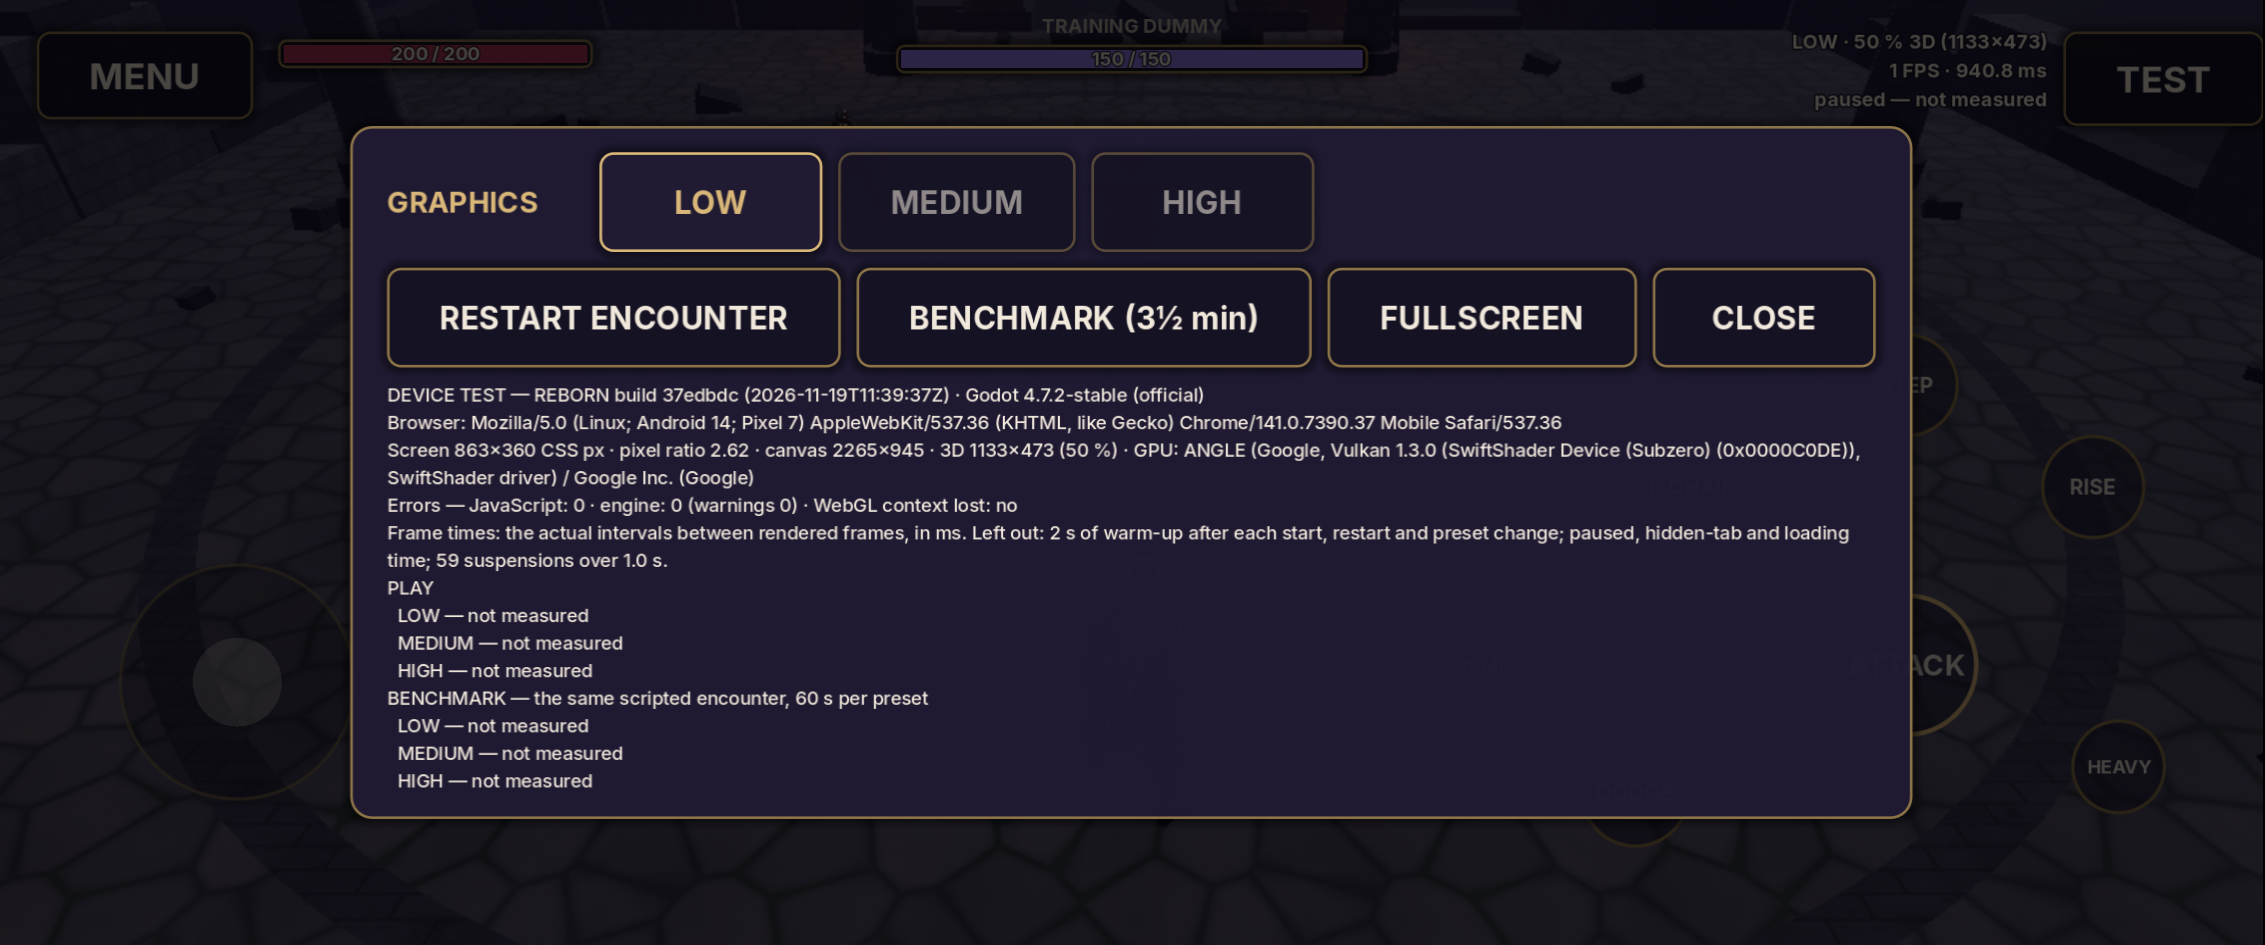 MENU
200 / 200
TRAINING DUMMY
150 / 150
LOW · 50 % 3D (1133×473)
1 FPS · 940.8 ms
paused — not measured
TEST
GRAPHICS
LOW
MEDIUM
HIGH
RESTART ENCOUNTER
BENCHMARK (3½ min)
FULLSCREEN
CLOSE
DEVICE TEST — REBORN build 37edbdc (2026-11-19T11:39:37Z) · Godot 4.7.2-stable (official)
Browser: Mozilla/5.0 (Linux; Android 14; Pixel 7) AppleWebKit/537.36 (KHTML, like Gecko) Chrome/141.0.7390.37 Mobile Safari/537.36
Screen 863×360 CSS px · pixel ratio 2.62 · canvas 2265×945 · 3D 1133×473 (50 %) · GPU: ANGLE (Google, Vulkan 1.3.0 (SwiftShader Device (Subzero) (0x0000C0DE)),
SwiftShader driver) / Google Inc. (Google)
Errors — JavaScript: 0 · engine: 0 (warnings 0) · WebGL context lost: no
Frame times: the actual intervals between rendered frames, in ms. Left out: 2 s of warm-up after each start, restart and preset change; paused, hidden-tab and loading
time; 59 suspensions over 1.0 s.
PLAY
LOW — not measured
MEDIUM — not measured
HIGH — not measured
BENCHMARK — the same scripted encounter, 60 s per preset
LOW — not measured
MEDIUM — not measured
HIGH — not measured
RISE
ATTACK
HEAVY